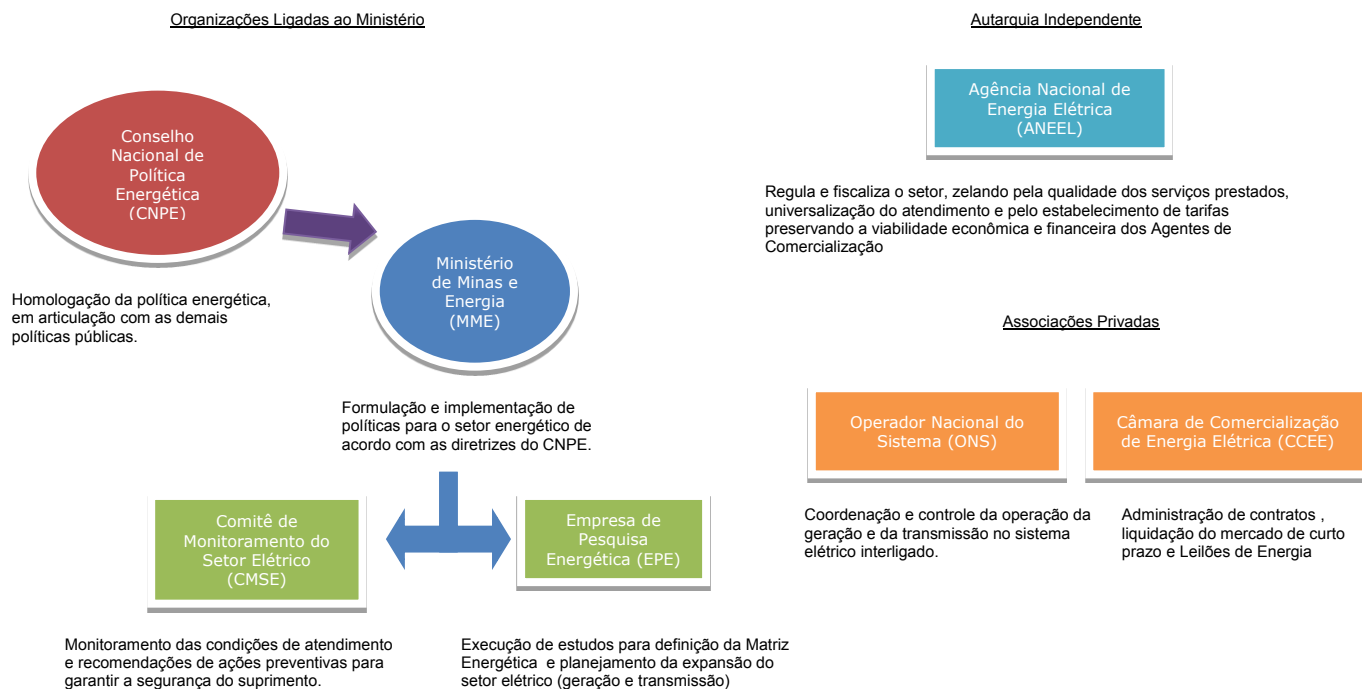 Organizações Ligadas ao Ministério
Conselho
Nacional de
Política
Energética
(CNPE)
Homologação da política energética,
em articulação com as demais
políticas públicas.
Ministério
de Minas e
Energia
(MME)
Formulação e implementação de
políticas para o setor energético de
acordo com as diretrizes do CNPE.
Comitê de
Monitoramento do
Setor Elétrico
(CMSE)
Monitoramento das condições de atendimento
e recomendações de ações preventivas para
garantir a segurança do suprimento.
Empresa de
Pesquisa
Energética (EPE)
Execução de estudos para definição da Matriz
Energética e planejamento da expansão do
setor elétrico (geração e transmissão)
Autarquia Independente
Agência Nacional de
Energia Elétrica
(ANEEL)
Regula e fiscaliza o setor, zelando pela qualidade dos serviços prestados,
universalização do atendimento e pelo estabelecimento de tarifas
preservando a viabilidade econômica e financeira dos Agentes de
Comercialização
Associações Privadas
Operador Nacional do
Sistema (ONS)
Coordenação e controle da operação da
geração e da transmissão no sistema
elétrico interligado.
Câmara de Comercialização
de Energia Elétrica (CCEE)
Administração de contratos ,
liquidação do mercado de curto
prazo e Leilões de Energia